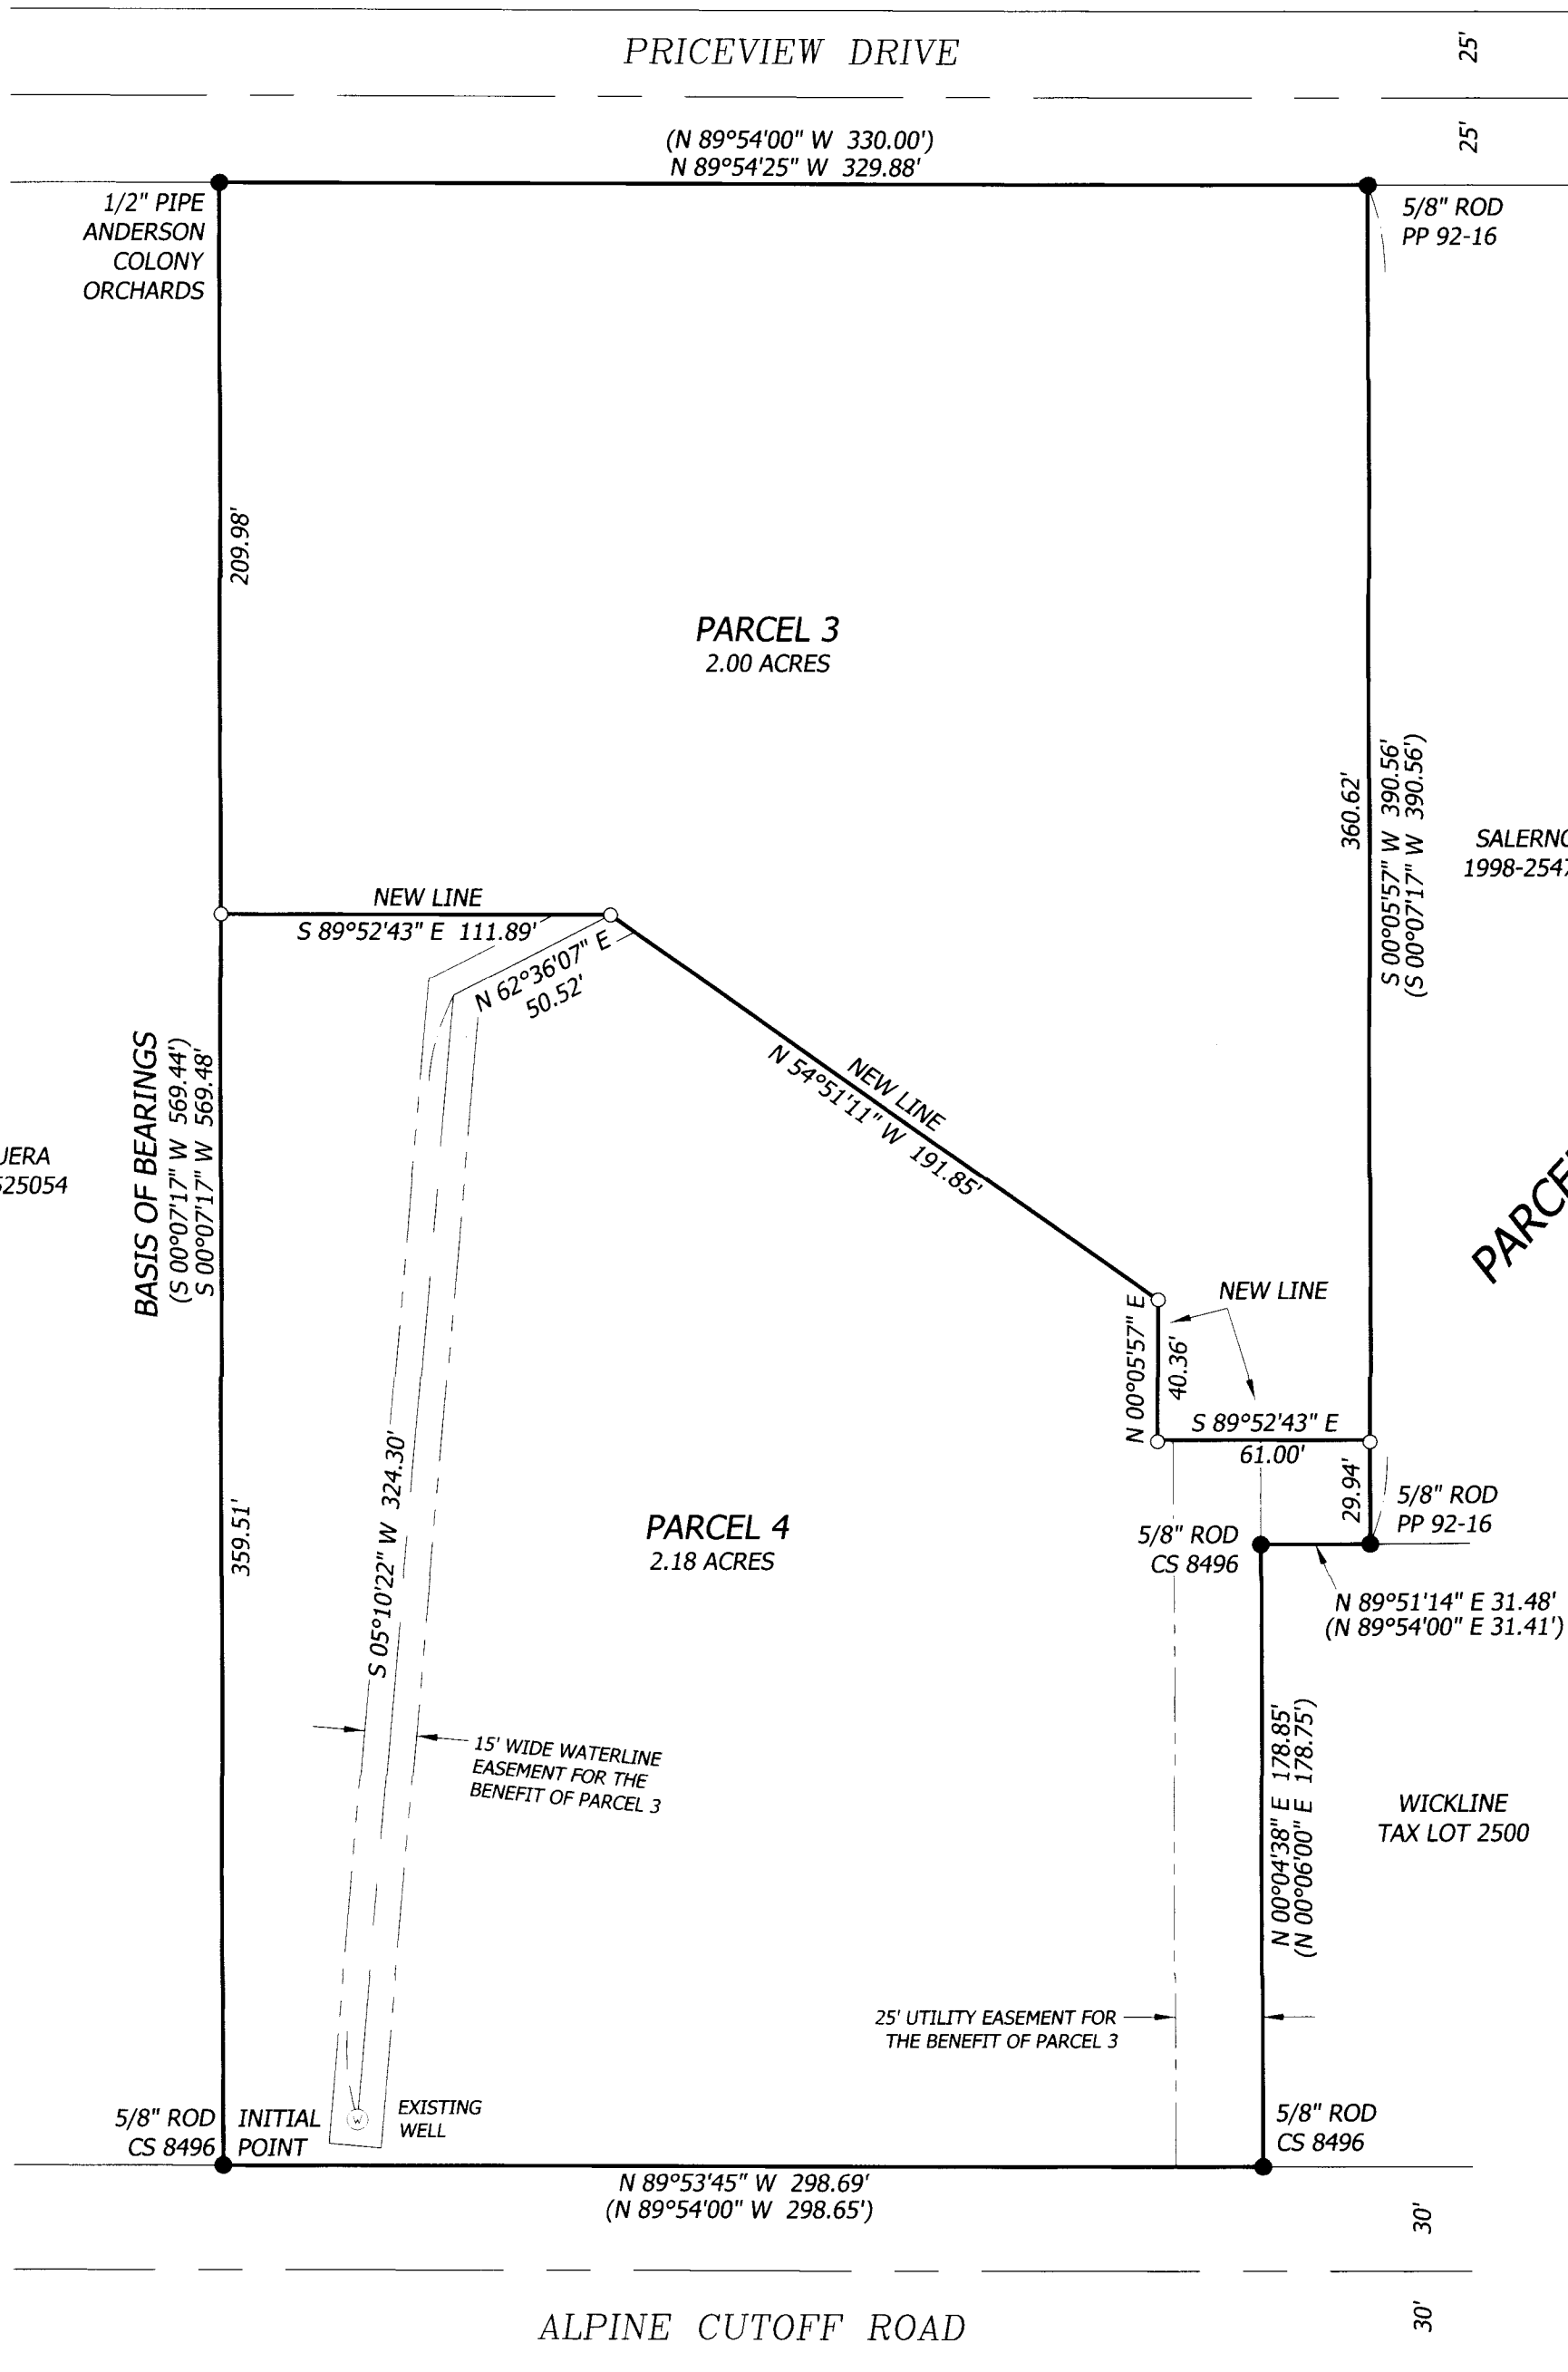 PRICEVIEW DRIVE
25'
25'
(N 89°54'00" W 330.00')
N 89°54'25" W 329.88'
1/2" PIPE
ANDERSON
COLONY
ORCHARDS
5/8" ROD
PP 92-16
209.98'
PARCEL 3
2.00 ACRES
360.62'
S 00°05'57" W 390.56'
(S 00°07'17" W 390.56')
SALERNO
1998-2547
NEW LINE
S 89°52'43" E 111.89'
N 62°36'07" E
50.52'
NEW LINE
N 54°51'11" W 191.85'
BASIS OF BEARINGS
(S 00°07'17" W 569.44')
S 00°07'17" W 569.48'
UERA
525054
PARCE
NEW LINE
N 00°05'57" E
40.36'
S 89°52'43" E
61.00'
29.94'
5/8" ROD
PP 92-16
5/8" ROD
CS 8496
N 89°51'14" E 31.48'
(N 89°54'00" E 31.41')
359.51'
S 05°10'22" W 324.30'
PARCEL 4
2.18 ACRES
15' WIDE WATERLINE
EASEMENT FOR THE
BENEFIT OF PARCEL 3
N 00°04'38" E 178.85'
(N 00°06'00" E 178.75')
WICKLINE
TAX LOT 2500
25' UTILITY EASEMENT FOR
THE BENEFIT OF PARCEL 3
5/8" ROD
CS 8496
INITIAL
POINT
W
EXISTING
WELL
5/8" ROD
CS 8496
N 89°53'45" W 298.69'
(N 89°54'00" W 298.65')
30'
30'
ALPINE CUTOFF ROAD